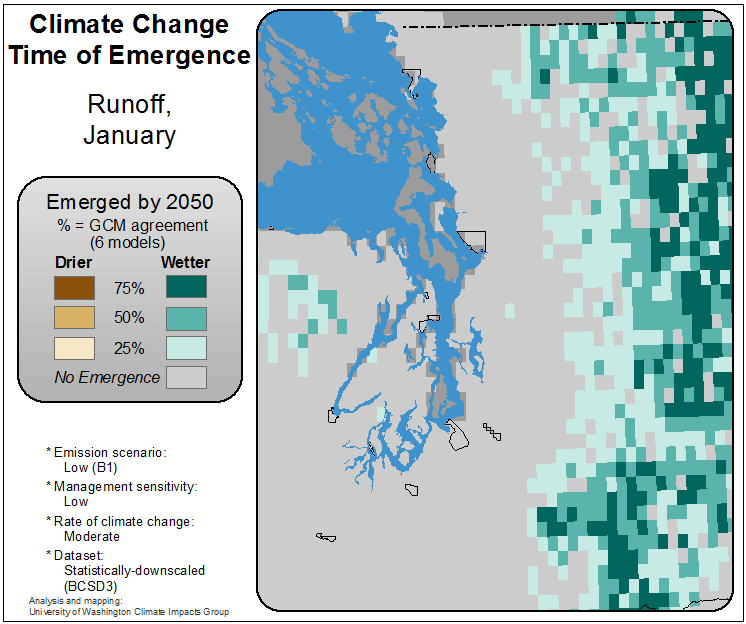 Climate Change
Time of Emergence
Runoff,
January
Emerged by 2050
% = GCM agreement
(6 models)
Drier Wetter
75%
50%
25%
No Emergence
* Emission scenario:
Low (B1)
* Management sensitivity:
Low
* Rate of climate change:
Moderate
* Dataset:
Statistically-downscaled
(BCSD3)
Analysis and mapping:
University of Washington Climate Impacts Group